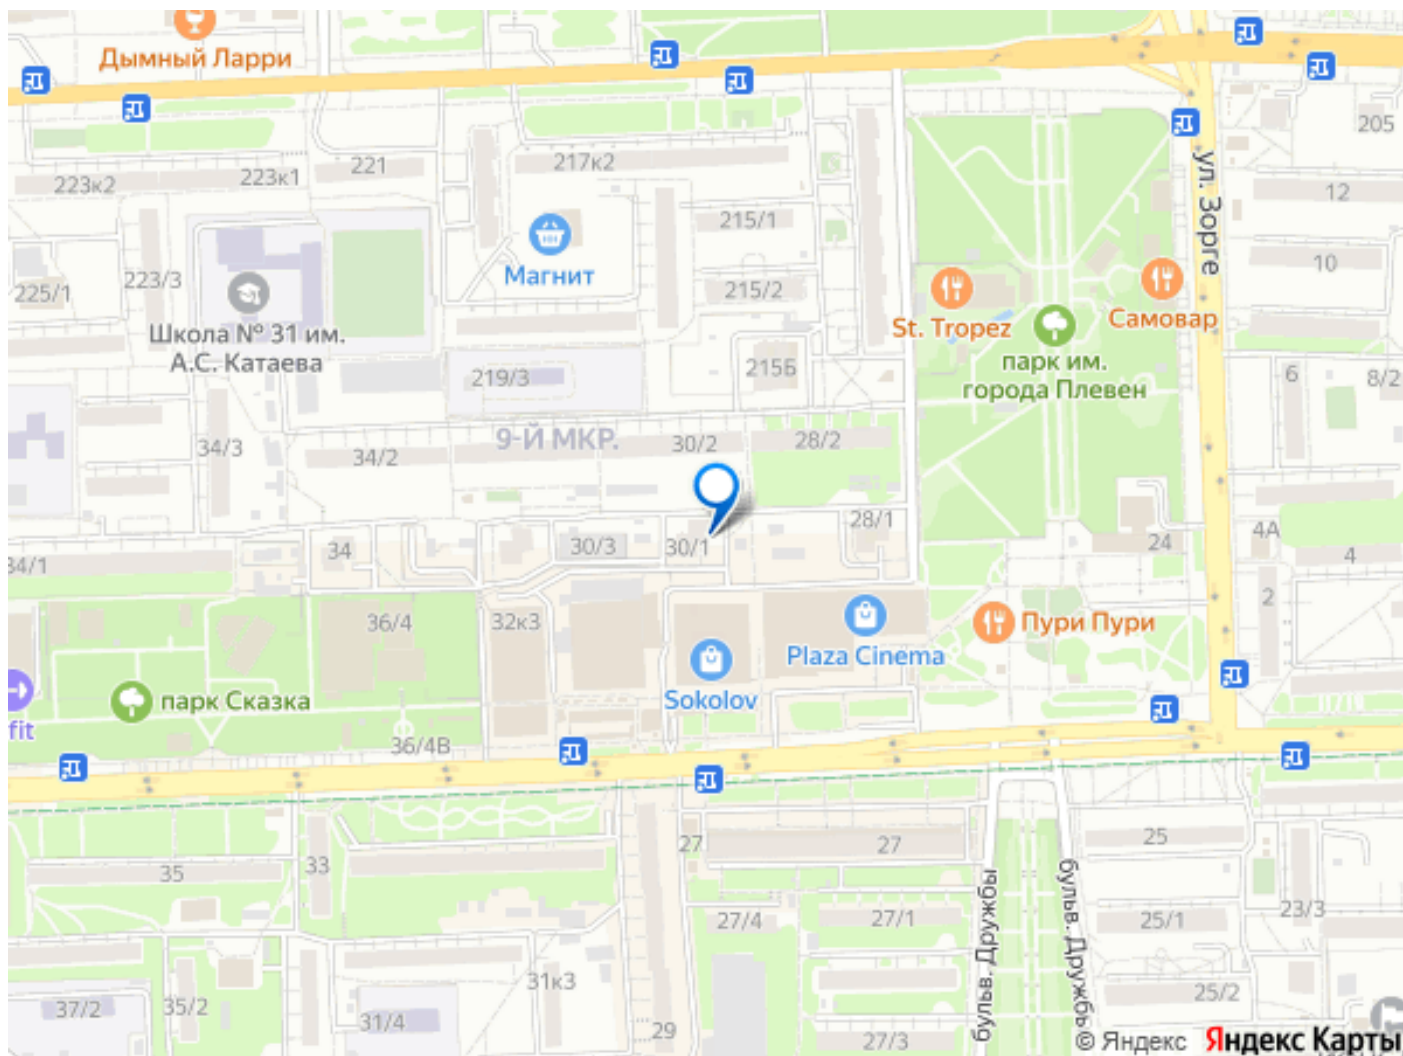 Дымный Ларри
205
221
217к2
223к2
223к1
12
215/1
ул. Зорге
Магнит
10
223/3
225/1
215/2
St. Tropez
Самовар
Школа № 31 им.
А.С. Катаева
парк им.
города Плевен
219/3
215Б
6
8/2
9-Й МКР.
34/3
34/2
30/2
28/2
28/1
4А
34
30/3
30/1
24
4
34/1
2
36/4
32к3
Пури Пури
Plaza Cinema
парк Сказка
Sokolov
fit
36/4В
27
27
25
33
35
бульв. Дружбы
бульв. Дружбы
27/4
27/1
25/1
23/3
31к3
37/2
35/2
31/4
29
27/3
25/2
© Яндекс Яндекс Карты